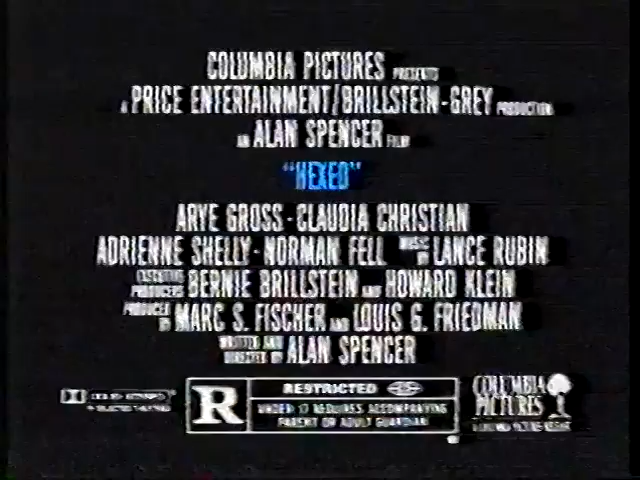 COLUMBIA PICTURES PRESENTS
A PRICE ENTERTAINMENT/BRILLSTEIN-GREY PRODUCTION
AN ALAN SPENCER FILM
"HEXED"
ARYE GROSS - CLAUDIA CHRISTIAN
ADRIENNE SHELLY - NORMAN FELL MUSIC BY LANCE RUBIN
EXECUTIVE PRODUCERS BERNIE BRILLSTEIN AND HOWARD KLEIN
PRODUCED BY MARC S. FISCHER AND LOUIS G. FRIEDMAN
WRITTEN AND DIRECTED BY ALAN SPENCER
R RESTRICTED
UNDER 17 REQUIRES ACCOMPANYING
PARENT OR ADULT GUARDIAN
COLUMBIA
PICTURES